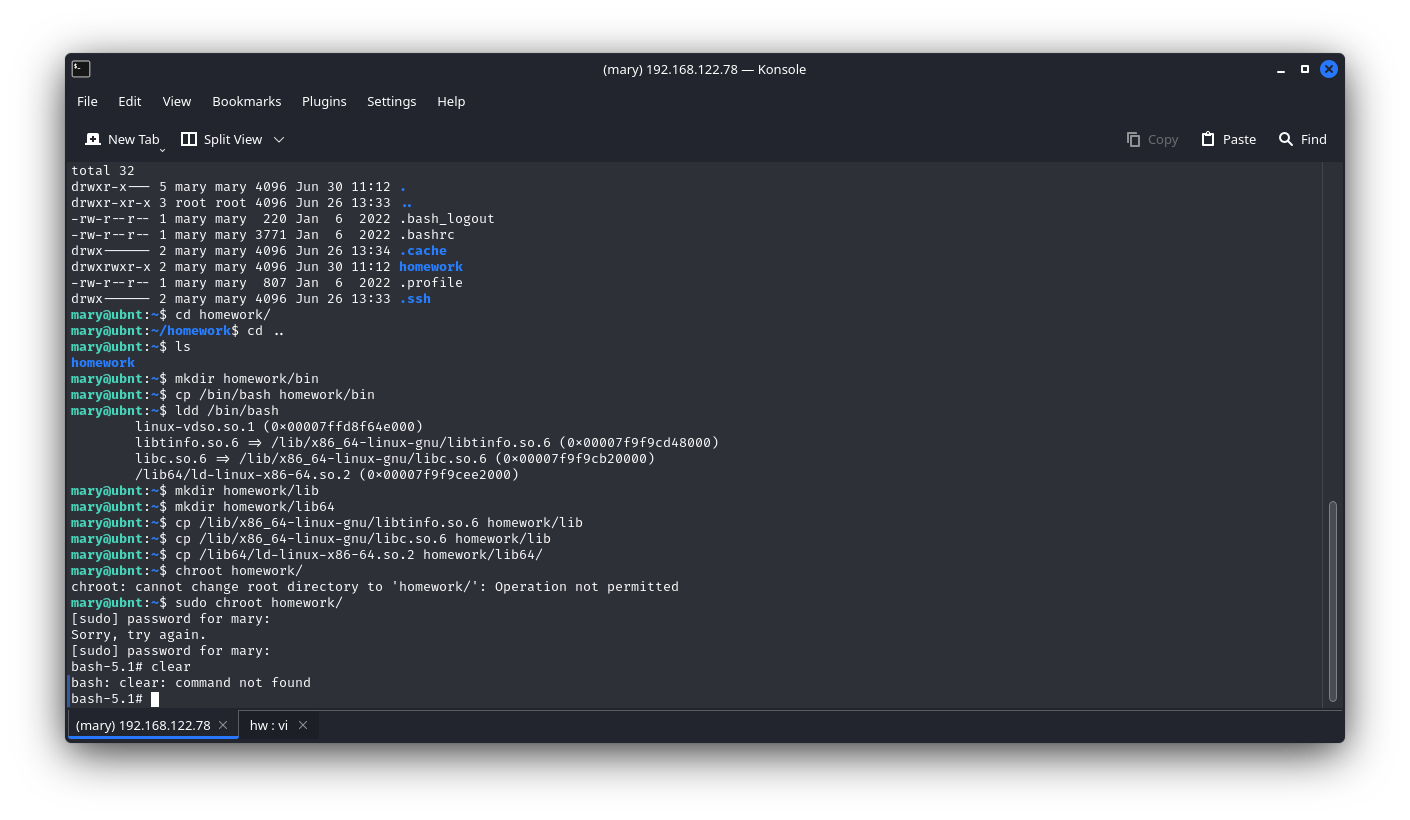 (mary) 192.168.122.78 — Konsole
File Edit View Bookmarks Plugins Settings Help
New Tab Split View Copy Paste Find
total 32
drwxr-x--- 5 mary mary 4096 Jun 30 11:12 .
drwxr-xr-x 3 root root 4096 Jun 26 13:33 ..
-rw-r--r-- 1 mary mary  220 Jan  6  2022 .bash_logout
-rw-r--r-- 1 mary mary 3771 Jan  6  2022 .bashrc
drwx------ 2 mary mary 4096 Jun 26 13:34 .cache
drwxrwxr-x 2 mary mary 4096 Jun 30 11:12 homework
-rw-r--r-- 1 mary mary  807 Jan  6  2022 .profile
drwx------ 2 mary mary 4096 Jun 26 13:33 .ssh
mary@ubnt:~$ cd homework/
mary@ubnt:~/homework$ cd ..
mary@ubnt:~$ ls
homework
mary@ubnt:~$ mkdir homework/bin
mary@ubnt:~$ cp /bin/bash homework/bin
mary@ubnt:~$ ldd /bin/bash
        linux-vdso.so.1 (0x00007ffd8f64e000)
        libtinfo.so.6 => /lib/x86_64-linux-gnu/libtinfo.so.6 (0x00007f9f9cd48000)
        libc.so.6 => /lib/x86_64-linux-gnu/libc.so.6 (0x00007f9f9cb20000)
        /lib64/ld-linux-x86-64.so.2 (0x00007f9f9cee2000)
mary@ubnt:~$ mkdir homework/lib
mary@ubnt:~$ mkdir homework/lib64
mary@ubnt:~$ cp /lib/x86_64-linux-gnu/libtinfo.so.6 homework/lib
mary@ubnt:~$ cp /lib/x86_64-linux-gnu/libc.so.6 homework/lib
mary@ubnt:~$ cp /lib64/ld-linux-x86-64.so.2 homework/lib64/
mary@ubnt:~$ chroot homework/
chroot: cannot change root directory to 'homework/': Operation not permitted
mary@ubnt:~$ sudo chroot homework/
[sudo] password for mary:
Sorry, try again.
[sudo] password for mary:
bash-5.1# clear
bash: clear: command not found
bash-5.1#
(mary) 192.168.122.78 hw : vi